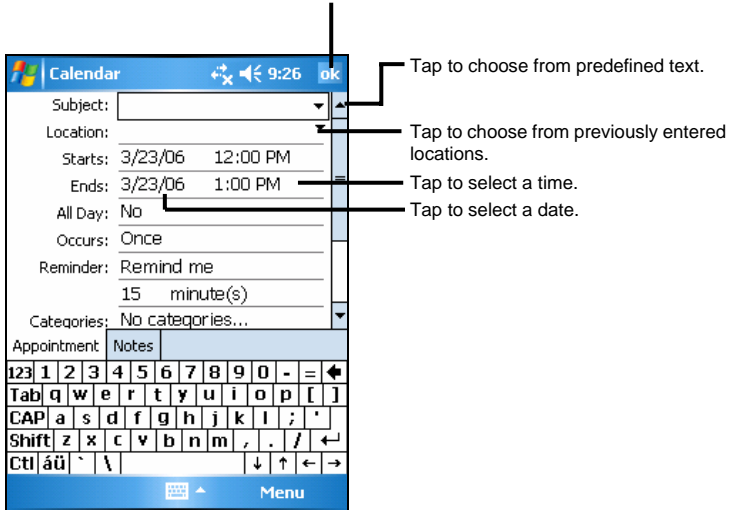 Calendar 9:26 ok
Tap to choose from predefined text.
Subject:
Location:
Tap to choose from previously entered
locations.
Starts: 3/23/06 12:00 PM
Ends: 3/23/06 1:00 PM
Tap to select a time.
Tap to select a date.
All Day: No
Occurs: Once
Reminder: Remind me
15 minute(s)
Categories: No categories...
Appointment Notes
123 1 2 3 4 5 6 7 8 9 0 - =
Tab q w e r t y u i o p [ ]
CAP a s d f g h j k l ; '
Shift z x c v b n m , . /
Ctl áü ` \ ↓ ↑ ← →
Menu